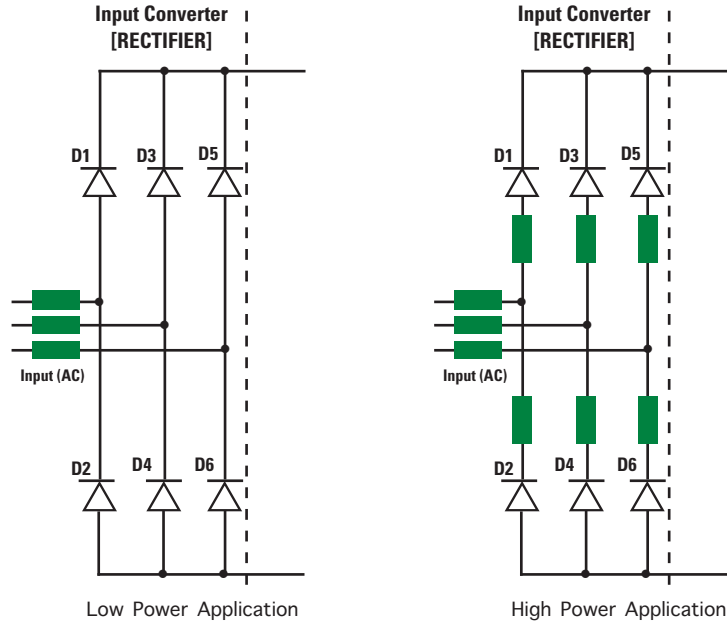 Input Converter
[RECTIFIER]
D1
D3
D5
Input (AC)
D2
D4
D6
Low Power Application
Input Converter
[RECTIFIER]
D1
D3
D5
Input (AC)
D2
D4
D6
High Power Application